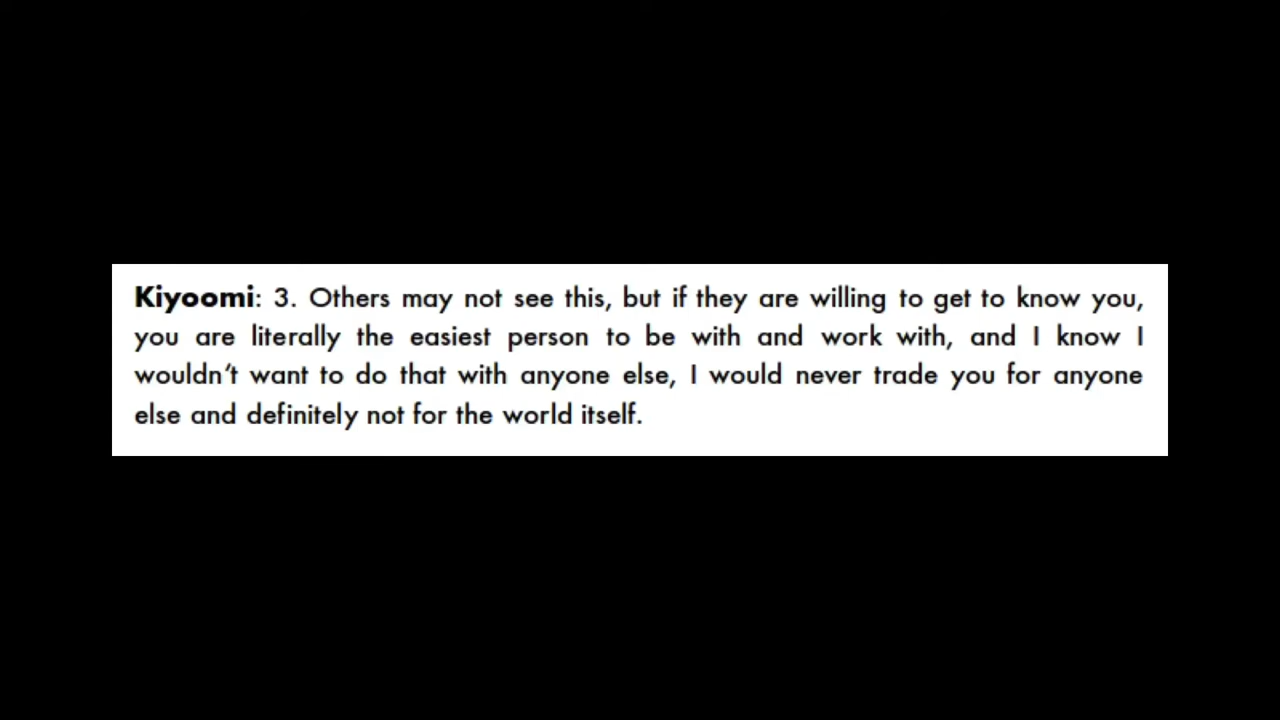 Kiyoomi: 3. Others may not see this, but if they are willing to get to know you,
you are literally the easiest person to be with and work with, and I know I
wouldn't want to do that with anyone else, I would never trade you for anyone
else and definitely not for the world itself.